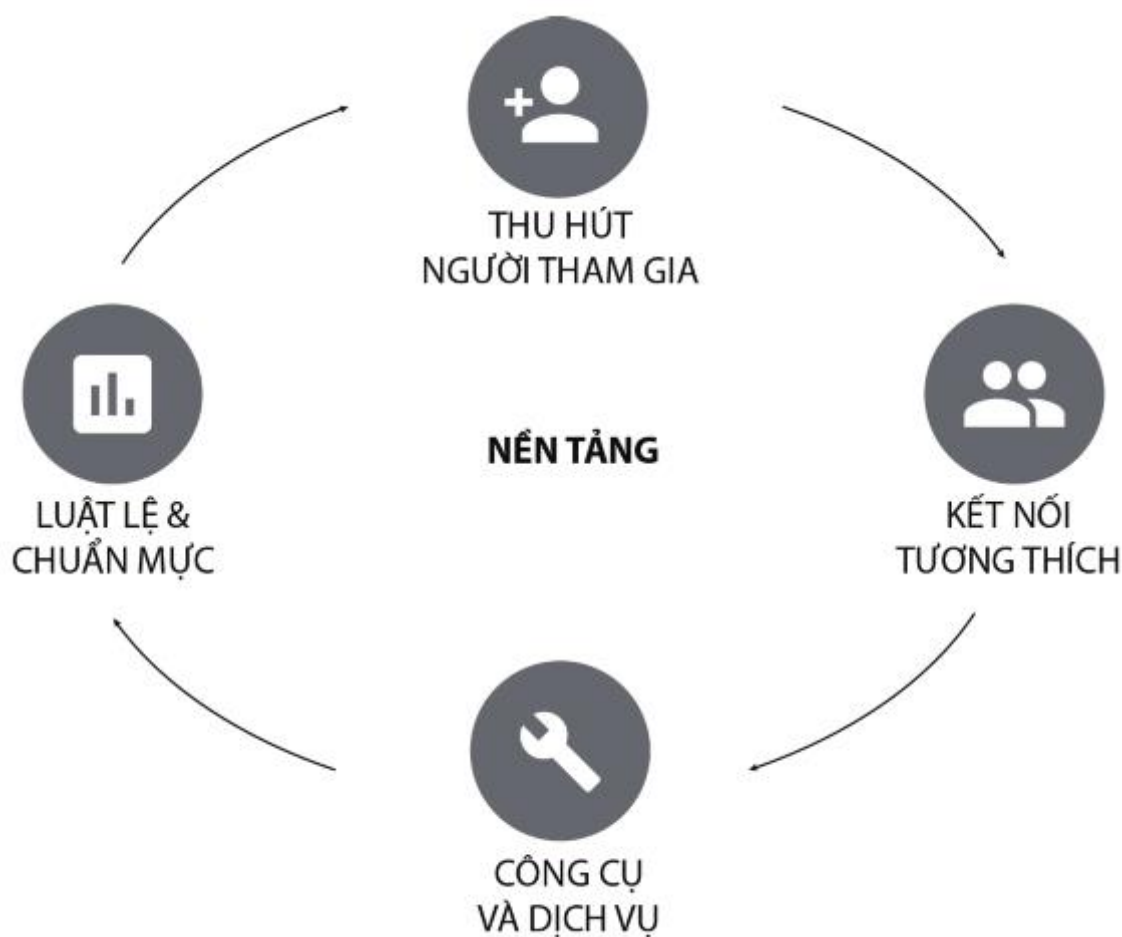 THU HÚT
NGƯỜI THAM GIA
LUẬT LỆ &
CHUẨN MỰC
NỀN TẢNG
KẾT NỐI
TƯƠNG THÍCH
CÔNG CỤ
VÀ DỊCH VỤ